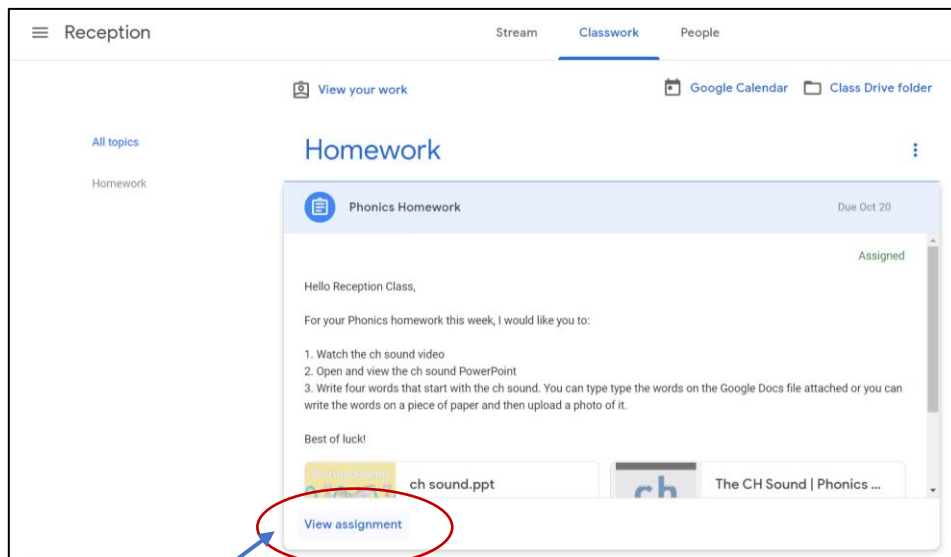 Reception
Stream Classwork People
View your work
Google Calendar Class Drive folder
All topics
Homework
Homework
Phonics Homework
Due Oct 20
Assigned
Hello Reception Class,
For your Phonics homework this week, I would like you to:
1. Watch the ch sound video
2. Open and view the ch sound PowerPoint
3. Write four words that start with the ch sound. You can type type the words on the Google Docs file attached or you can
write the words on a piece of paper and then upload a photo of it.
Best of luck!
ch sound.ppt
ch
The CH Sound | Phonics ...
View assignment